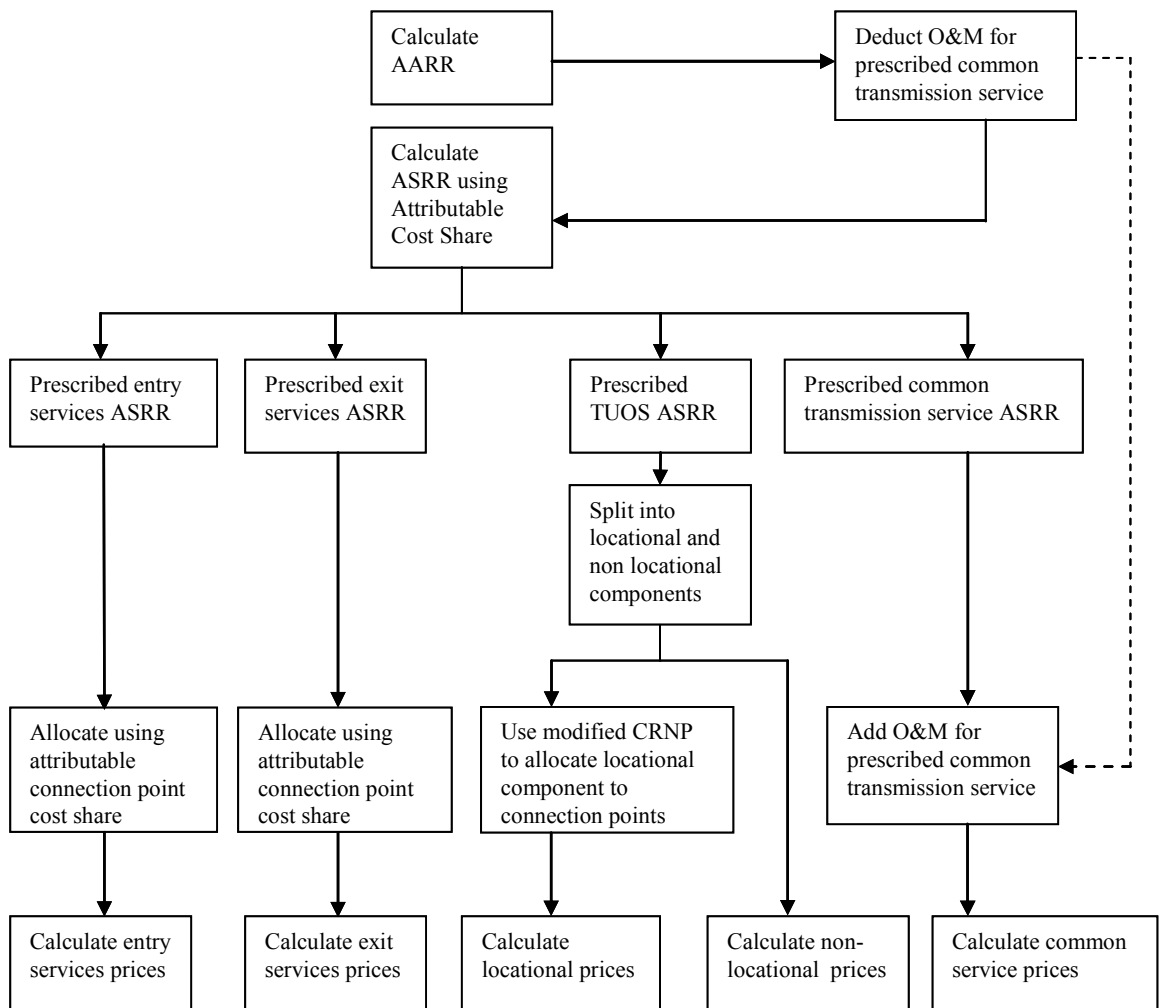 Calculate
AARR
Deduct O&M for
prescribed common
transmission service
Calculate
ASRR using
Attributable
Cost Share
Prescribed entry
services ASRR
Prescribed exit
services ASRR
Prescribed
TUOS ASRR
Prescribed common
transmission service ASRR
Split into
locational and
non locational
components
Allocate using
attributable
connection point
cost share
Allocate using
attributable
connection point
cost share
Use modified CRNP
to allocate locational
component to
connection points
Add O&M for
prescribed common
transmission service
Calculate entry
services prices
Calculate exit
services prices
Calculate
locational prices
Calculate non-
locational prices
Calculate common
service prices